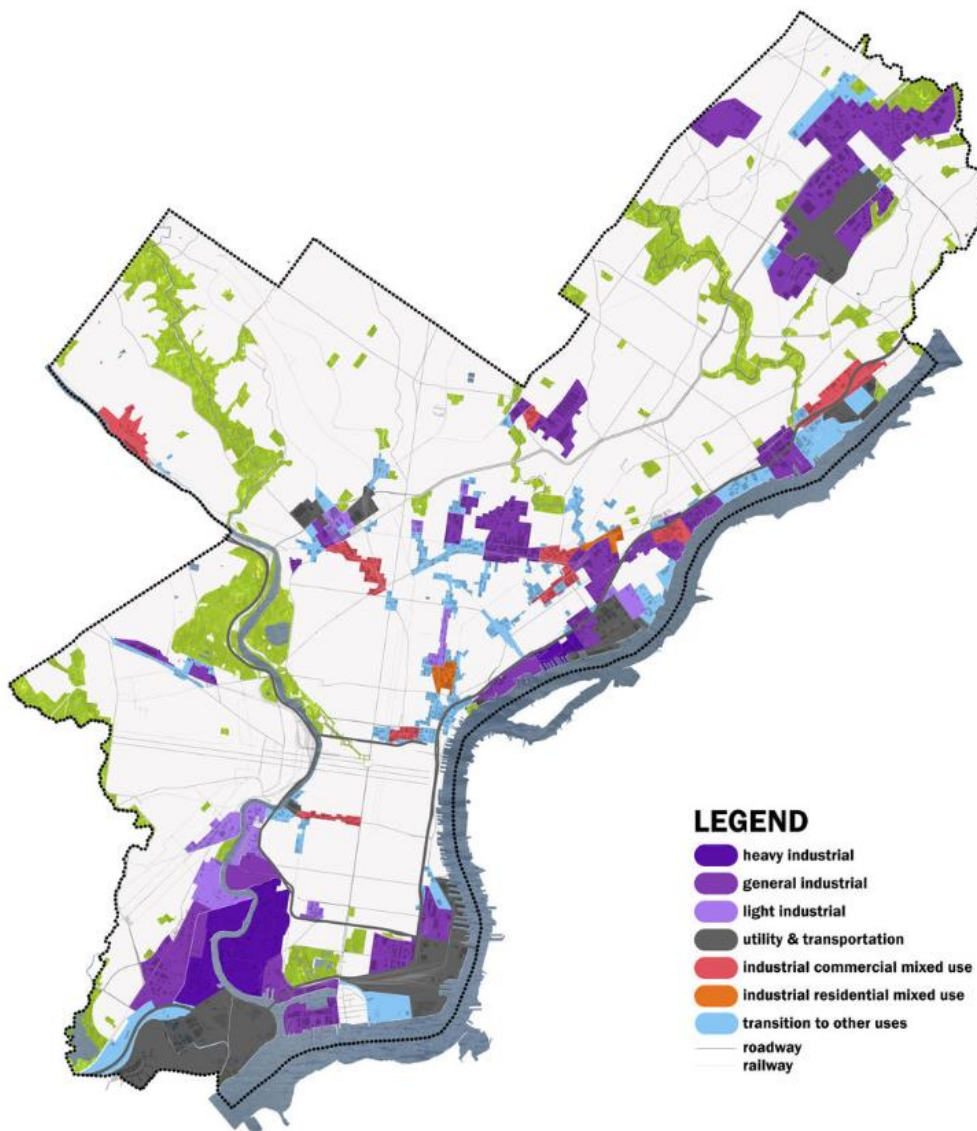 LEGEND
heavy industrial
general industrial
light industrial
utility & transportation
industrial commercial mixed use
industrial residential mixed use
transition to other uses
roadway
railway